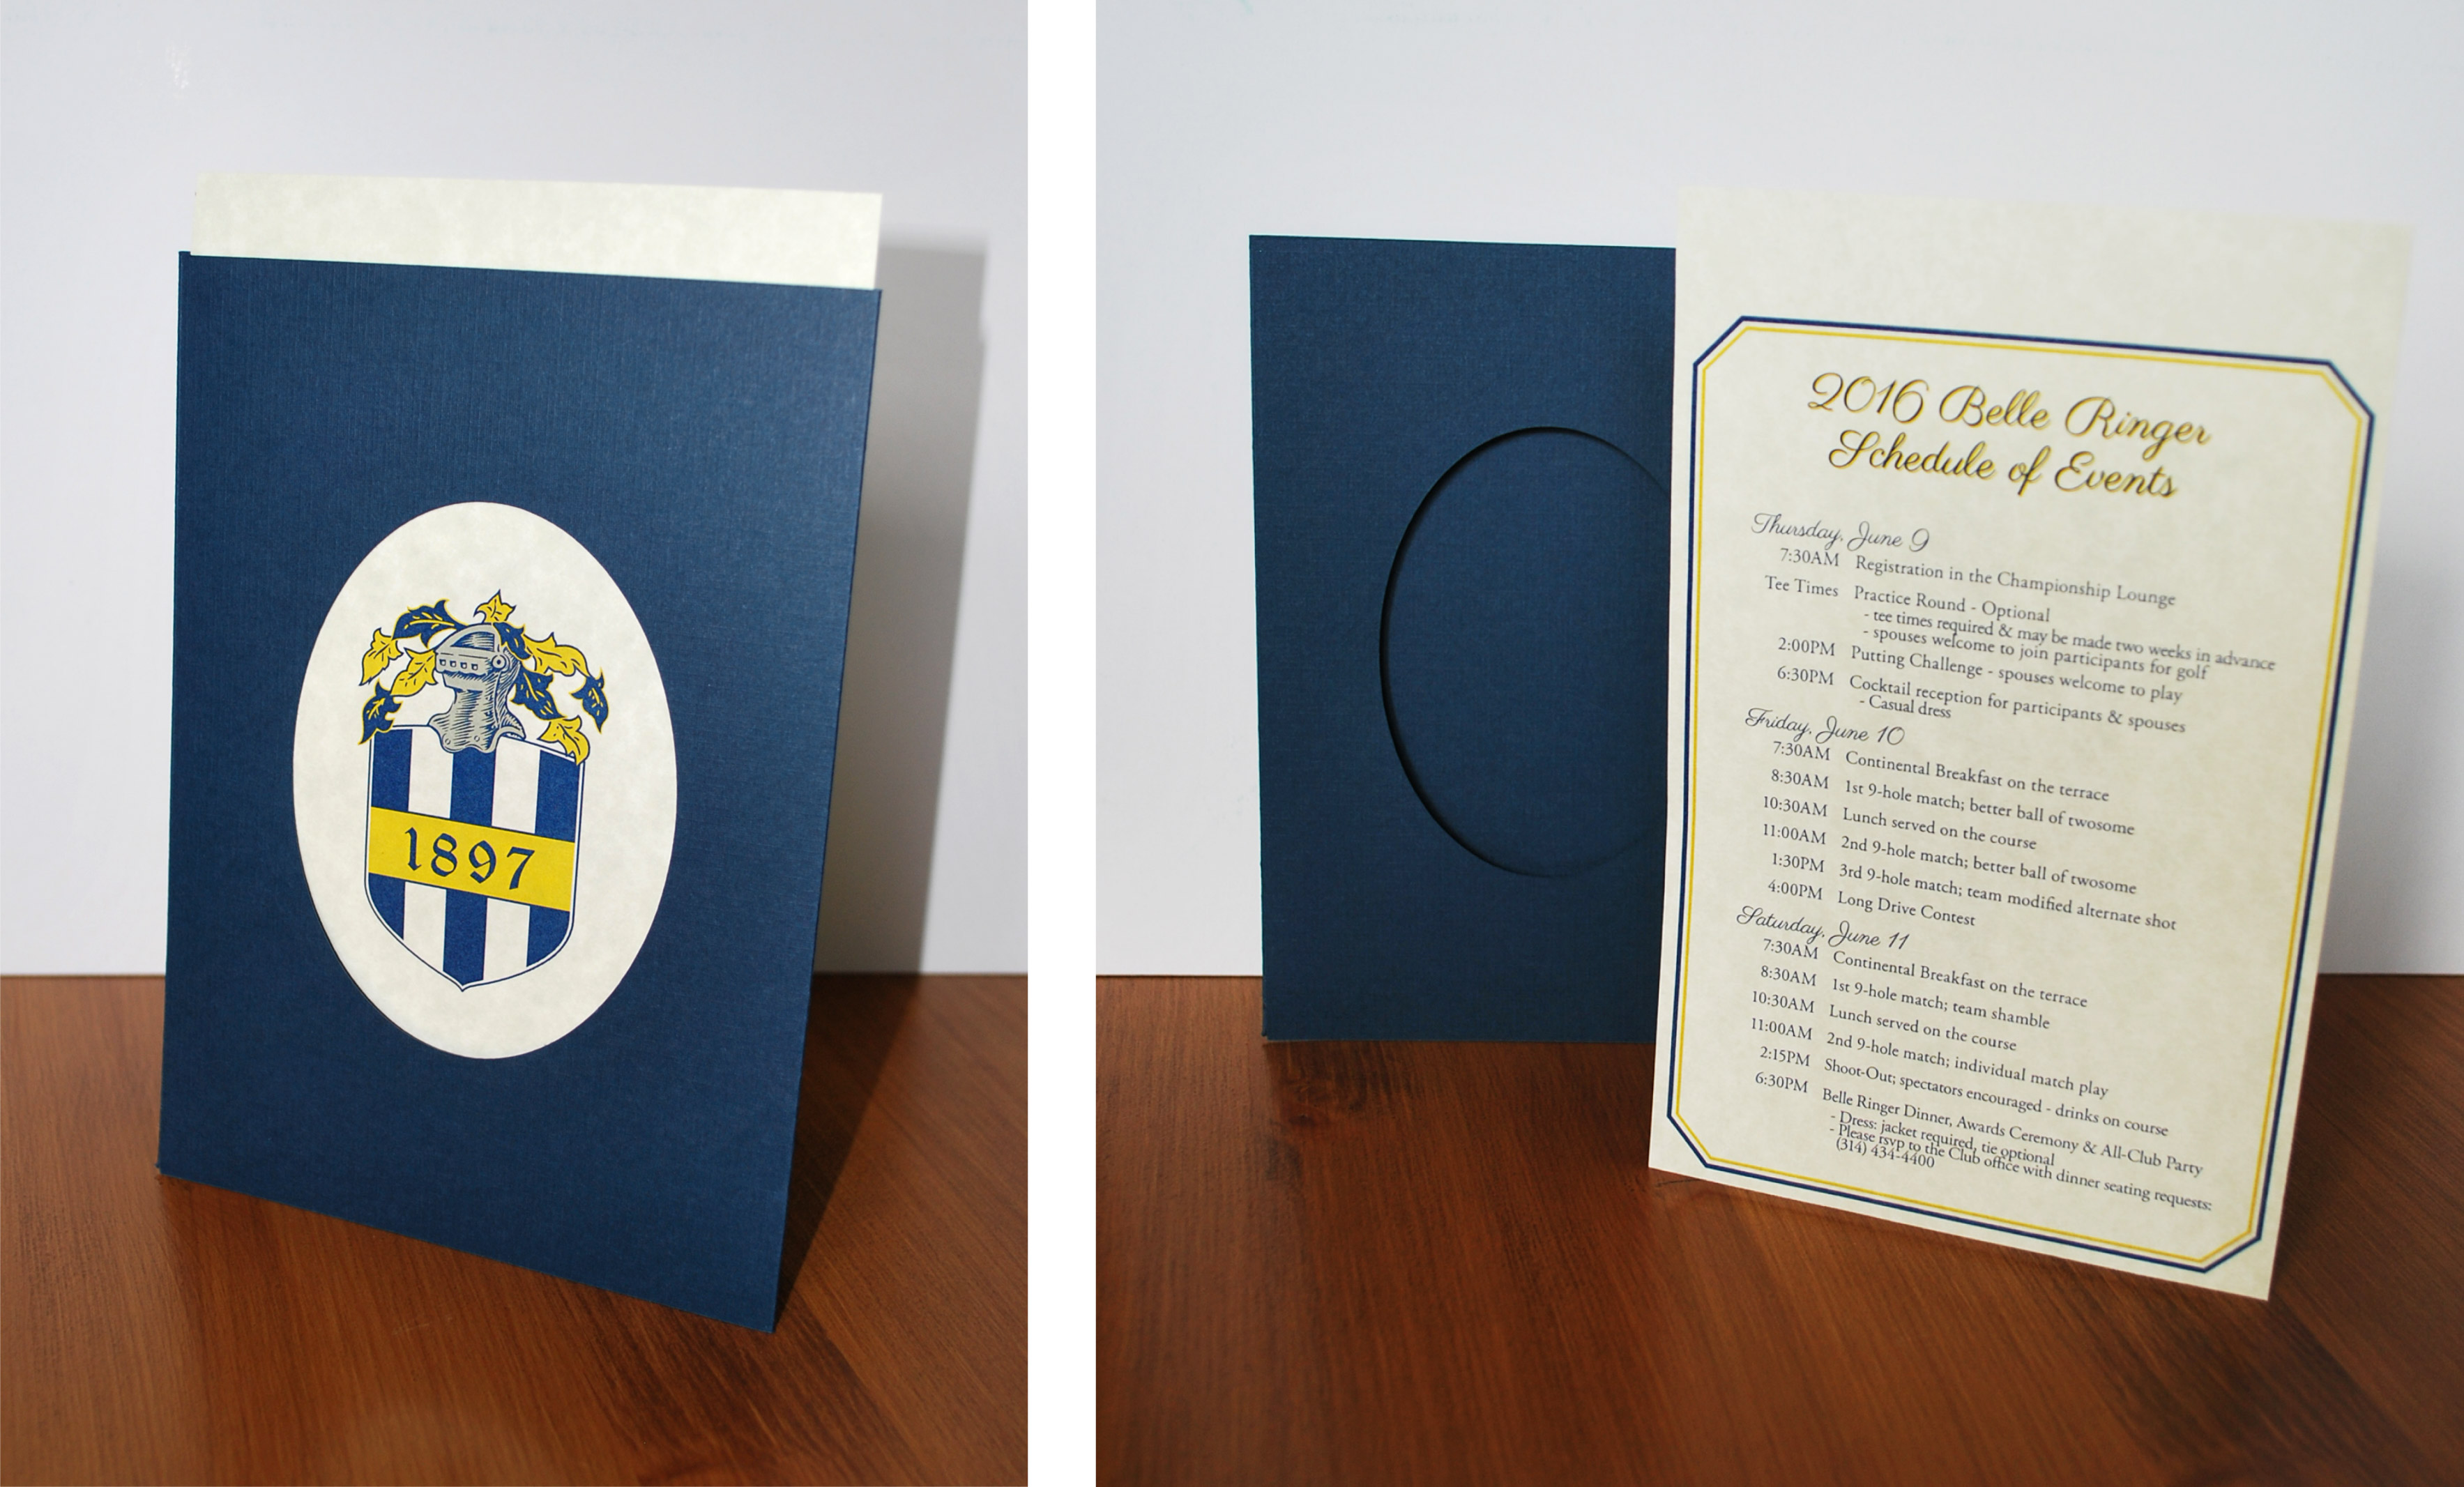 1897
2016 Belle Ringer
Schedule of Events
Thursday, June 9
7:30AM Registration in the Championship Lounge
Tee Times Practice Round - Optional
- tee times required & may be made two weeks in advance
- spouses welcome to join participants for golf
2:00PM Putting Challenge - spouses welcome to play
6:30PM Cocktail reception for participants & spouses
- Casual dress
Friday, June 10
7:30AM Continental Breakfast on the terrace
8:30AM 1st 9-hole match; better ball of twosome
10:30AM Lunch served on the course
11:00AM 2nd 9-hole match; better ball of twosome
1:30PM 3rd 9-hole match; team modified alternate shot
4:00PM Long Drive Contest
Saturday, June 11
7:30AM Continental Breakfast on the terrace
8:30AM 1st 9-hole match; team shamble
10:30AM Lunch served on the course
11:00AM 2nd 9-hole match; individual match play
2:15PM Shoot-Out; spectators encouraged - drinks on course
6:30PM Belle Ringer Dinner, Awards Ceremony & All-Club Party
- Dress: jacket required, tie optional
- Please rsvp to the Club office with dinner seating requests:
(314) 434-4400